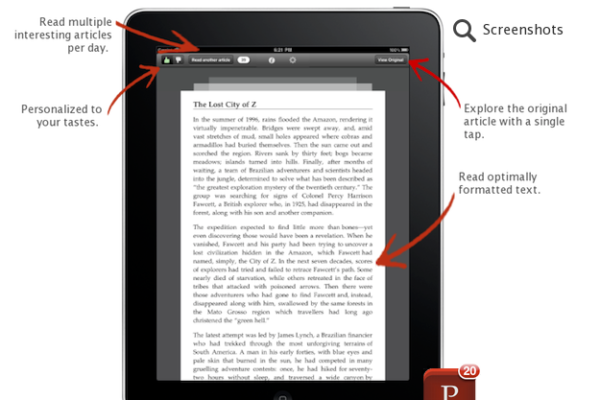 Read multiple
interesting articles
per day.
Screenshots
6:21 PM
100%
Read another article
View Original
Personalized to
your tastes.
Explore the original
article with a single
tap.
Read optimally
formatted text.
The Lost City of Z
In the summer of 1996, rains flooded the Amazon, rendering it
virtually impenetrable. Bridges were swept away, and, amid
vast stretches of mud, small holes appeared where cobras and
armadillos had buried themselves. Then the sun came out and
scorched the region. Rivers sank by thirty feet; bogs became
meadows; islands turned into hills. Finally, after months of
waiting, a team of Brazilian adventurers and scientists headed
into the jungle, determined to solve what has been described as
"the greatest exploration mystery of the twentieth century." The
group was searching for signs of Colonel Percy Harrison
Fawcett, a British explorer who, in 1925, had disappeared in the
forest, along with his son and another companion.
The expedition expected to find little more than bones—yet
even discovering those would have been a revelation. When he
vanished, Fawcett and his party had been trying to uncover a
lost civilization hidden in the Amazon, which Fawcett had
named, simply, the City of Z. In the next seven decades, scores
of explorers had tried and failed to retrace Fawcett's path. Some
nearly died of starvation, while others retreated in the face of
tribes that attacked with poisoned arrows. Then there were
those adventurers who had gone to find Fawcett and, instead,
disappeared along with him, swallowed by the same forests in
the Mato Grosso region which travellers had long ago
christened the "green hell."
The latest attempt was led by James Lynch, a Brazilian financier
who had trekked through the most unforgiving terrains of
South America. A man in his early forties, with blue eyes and
pale skin that burned in the sun, he had competed in many
gruelling adventure contests: once, he had hiked for seventy-
two hours without sleep, and traversed a wide canyon by
20
P